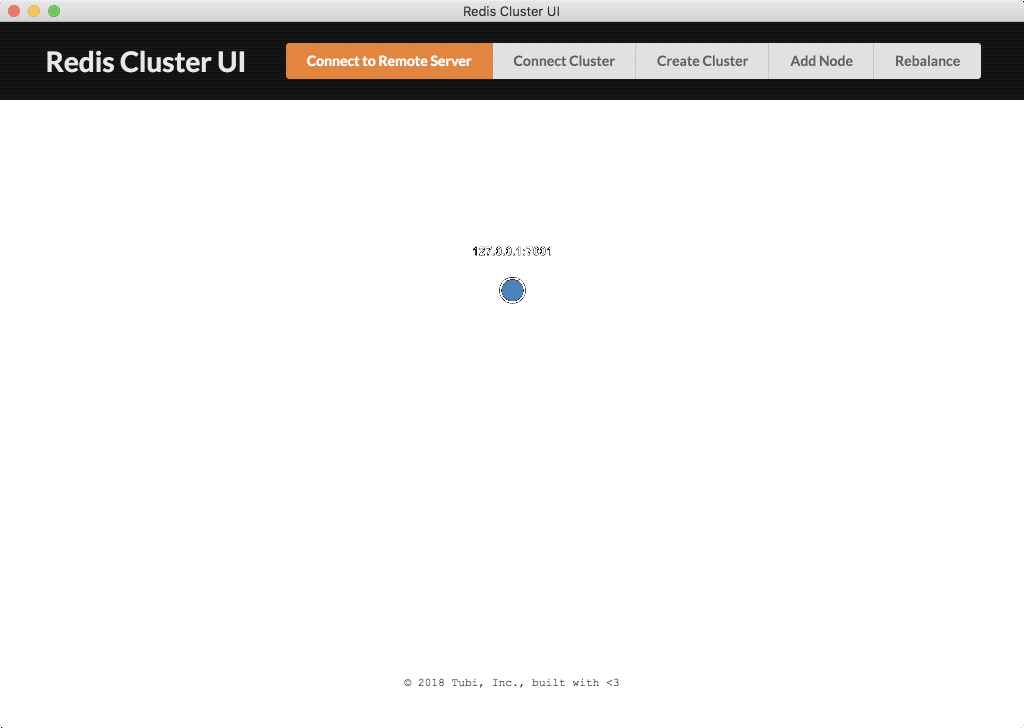 Redis Cluster UI
Redis Cluster UI
Connect to Remote Server
Connect Cluster
Create Cluster
Add Node
Rebalance
127.0.0.1:7001
© 2018 Tubi, Inc., built with <3